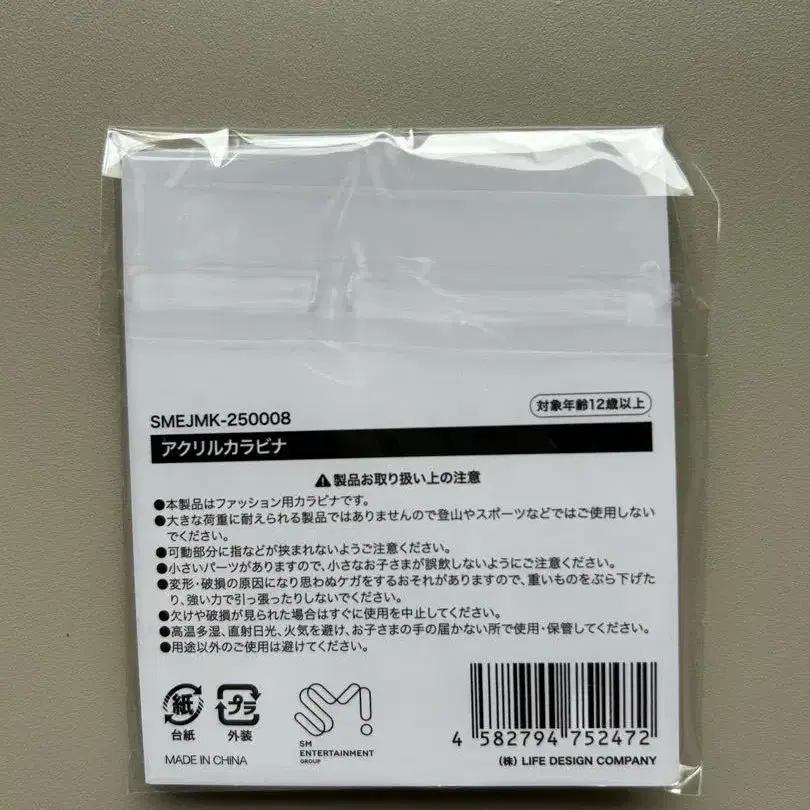 SMEJMK-250008
対象年齢12歳以上
アクリルカラビナ
製品お取り扱い上の注意
●本製品はファッション用カラビナです。
●大きな荷重に耐えられる製品ではありませんので登山やスポーツなどではご使用しない
でください。
●可動部分に指などが挟まれないようご注意ください。
●小さいパーツがありますので、小さなお子さまが誤飲しないようにご注意ください。
●変形・破損の原因になり思わぬケガをするおそれがありますので、重いものをぶら下げた
り、強い力で引っ張ったりしないでください。
●欠けや破損が見られた場合はすぐに使用を中止してください。
●高温多湿、直射日光、火気を避け、お子さまの手の届かない所で使用・保管してください。
●用途以外のご使用は避けてください。
紙
台紙
プラ
外装
SM
SM
ENTERTAINMENT
GROUP
4 582794 752472
MADE IN CHINA
(株) LIFE DESIGN COMPANY